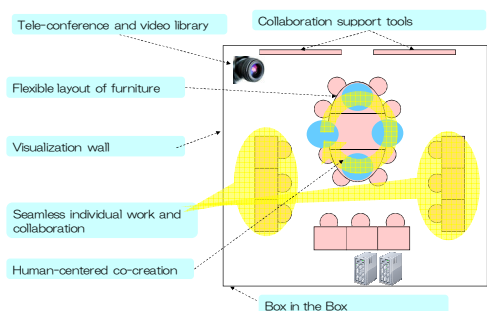 Tele-conference and video library
Collaboration support tools
Flexible layout of furniture
Visualization wall
Seamless individual work and
collaboration
Human-centered co-creation
Box in the Box